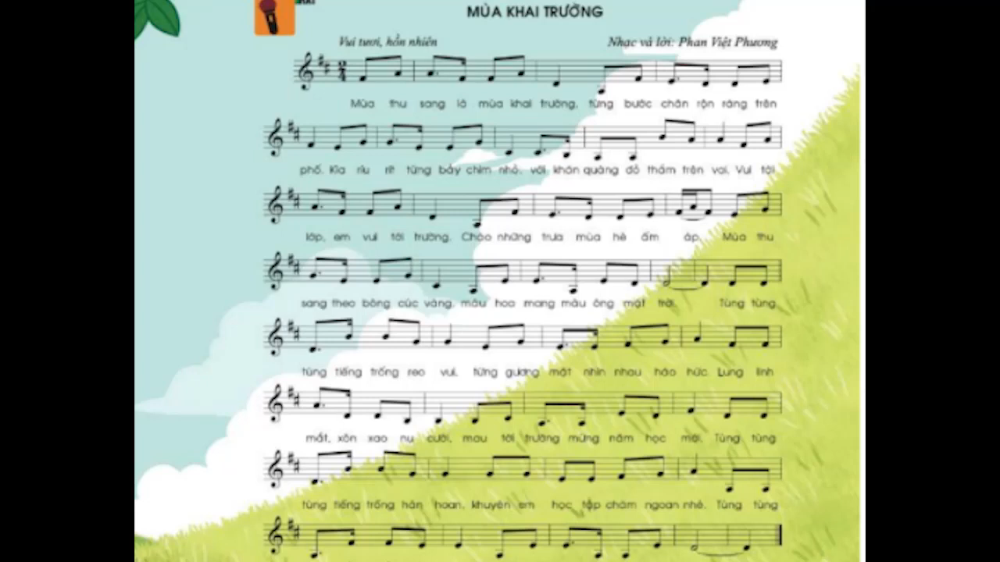 HÁT
MÙA KHAI TRƯỜNG
Vui tươi, hồn nhiên
Nhạc và lời: Phan Việt Phương
2
4
Mùa thu sang là mùa khai trường, từng bước chân rộn ràng trên
phố. Kìa ríu rít từng bầy chim nhỏ, với khăn quàng đỏ thắm trên vai. Vui tới
lớp, em vui tới trường. Chào những trưa mùa hè ấm áp. Mùa thu
sang theo bông cúc vàng, màu hoa mang màu ông mặt trời. Tùng tùng
tùng tiếng trống reo vui, từng gương mặt nhìn nhau háo hức. Lung linh
mắt, xôn xao nụ cười, mau tới trường mừng năm học mới. Tùng tùng
tùng tiếng trống hân hoan, khuyên em học tập chăm ngoan nhé. Tùng tùng